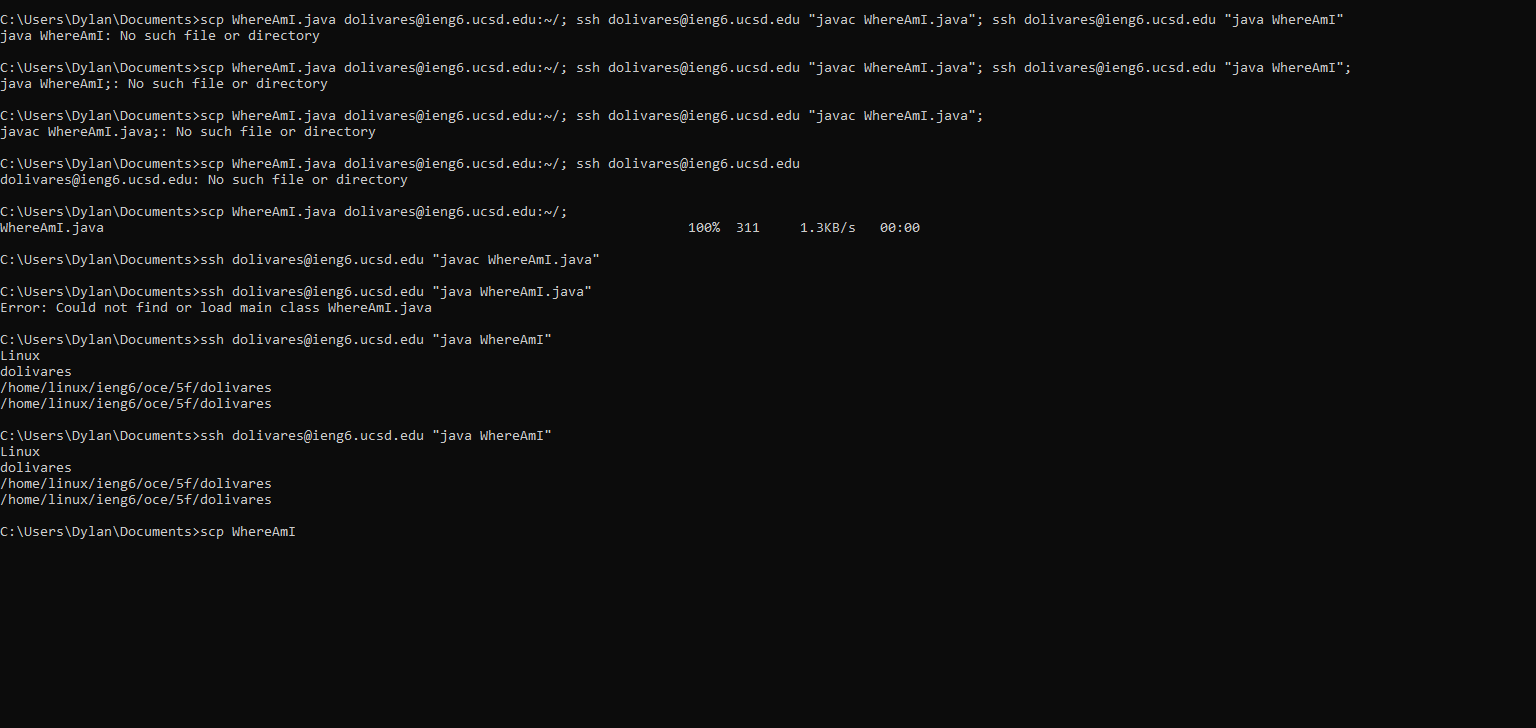 C:\Users\Dylan\Documents>scp WhereAmI.java dolivares@ieng6.ucsd.edu:~/; ssh dolivares@ieng6.ucsd.edu "javac WhereAmI.java"; ssh dolivares@ieng6.ucsd.edu "java WhereAmI"
java WhereAmI: No such file or directory
C:\Users\Dylan\Documents>scp WhereAmI.java dolivares@ieng6.ucsd.edu:~/; ssh dolivares@ieng6.ucsd.edu "javac WhereAmI.java"; ssh dolivares@ieng6.ucsd.edu "java WhereAmI";
java WhereAmI;: No such file or directory
C:\Users\Dylan\Documents>scp WhereAmI.java dolivares@ieng6.ucsd.edu:~/; ssh dolivares@ieng6.ucsd.edu "javac WhereAmI.java";
javac WhereAmI.java;: No such file or directory
C:\Users\Dylan\Documents>scp WhereAmI.java dolivares@ieng6.ucsd.edu:~/; ssh dolivares@ieng6.ucsd.edu
dolivares@ieng6.ucsd.edu: No such file or directory
C:\Users\Dylan\Documents>scp WhereAmI.java dolivares@ieng6.ucsd.edu:~/;
WhereAmI.java 100% 311 1.3KB/s 00:00
C:\Users\Dylan\Documents>ssh dolivares@ieng6.ucsd.edu "javac WhereAmI.java"
C:\Users\Dylan\Documents>ssh dolivares@ieng6.ucsd.edu "java WhereAmI.java"
Error: Could not find or load main class WhereAmI.java
C:\Users\Dylan\Documents>ssh dolivares@ieng6.ucsd.edu "java WhereAmI"
Linux
dolivares
/home/linux/ieng6/oce/5f/dolivares
/home/linux/ieng6/oce/5f/dolivares
C:\Users\Dylan\Documents>ssh dolivares@ieng6.ucsd.edu "java WhereAmI"
Linux
dolivares
/home/linux/ieng6/oce/5f/dolivares
/home/linux/ieng6/oce/5f/dolivares
C:\Users\Dylan\Documents>scp WhereAmI